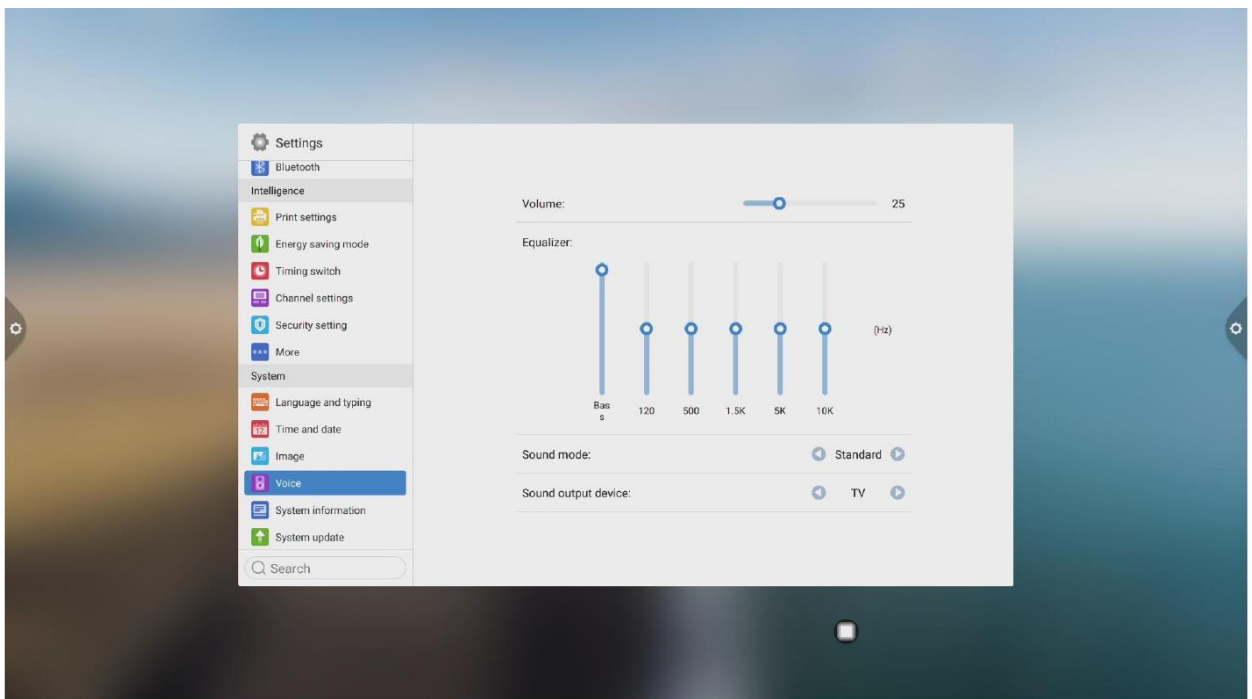 Settings
Bluetooth
Intelligence
Print settings
Energy saving mode
Timing switch
Channel settings
Security setting
More
System
Language and typing
12
Time and date
Image
Voice
System information
System update
Search
Volume: 25
Equalizer:
(Hz)
Bas
s
120 500 1.5K 5K 10K
Sound mode: Standard
Sound output device: TV